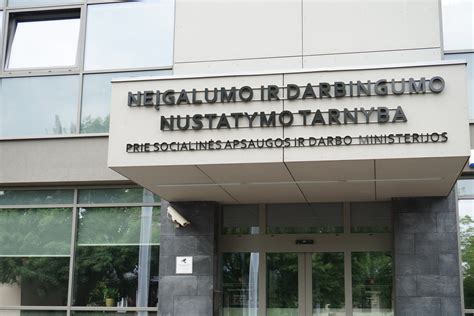 NEĮGALUMO IR DARBINGUMO
NUSTATYMO TARNYBA
PRIE SOCIALINĖS APSAUGOS IR DARBO MINISTERIJOS